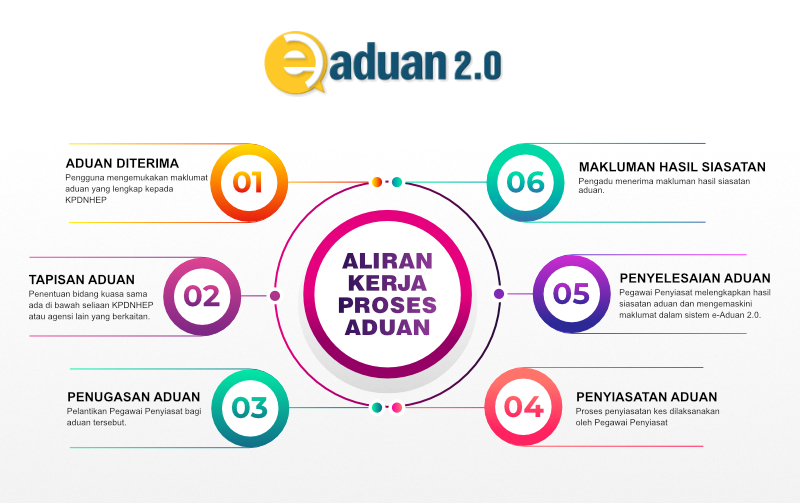 e aduan 2.0
ALIRAN
KERJA
PROSES
ADUAN
01
ADUAN DITERIMA
Pengguna mengemukakan maklumat
aduan yang lengkap kepada
KPDNHEP
02
TAPISAN ADUAN
Penentuan bidang kuasa sama
ada di bawah seliaan KPDNHEP
atau agensi lain yang berkaitan.
03
PENUGASAN ADUAN
Pelantikan Pegawai Penyiasat bagi
aduan tersebut.
04
PENYIASATAN ADUAN
Proses penyiasatan kes dilaksanakan
oleh Pegawai Penyiasat
05
PENYELESAIAN ADUAN
Pegawai Penyiasat melengkapkan hasil
siasatan aduan dan mengemaskini
maklumat dalam sistem e-Aduan 2.0.
06
MAKLUMAN HASIL SIASATAN
Pengadu menerima makluman hasil siasatan
aduan.